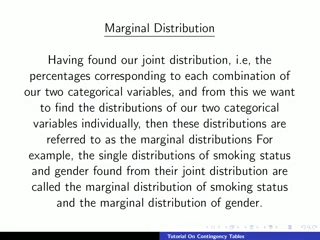 Marginal Distribution
Having found our joint distribution, i.e, the
percentages corresponding to each combination of
our two categorical variables, and from this we want
to find the distributions of our two categorical
variables individually, then these distributions are
referred to as the marginal distributions For
example, the single distributions of smoking status
and gender found from their joint distribution are
called the marginal distribution of smoking status
and the marginal distribution of gender.
Tutorial On Contingency Tables